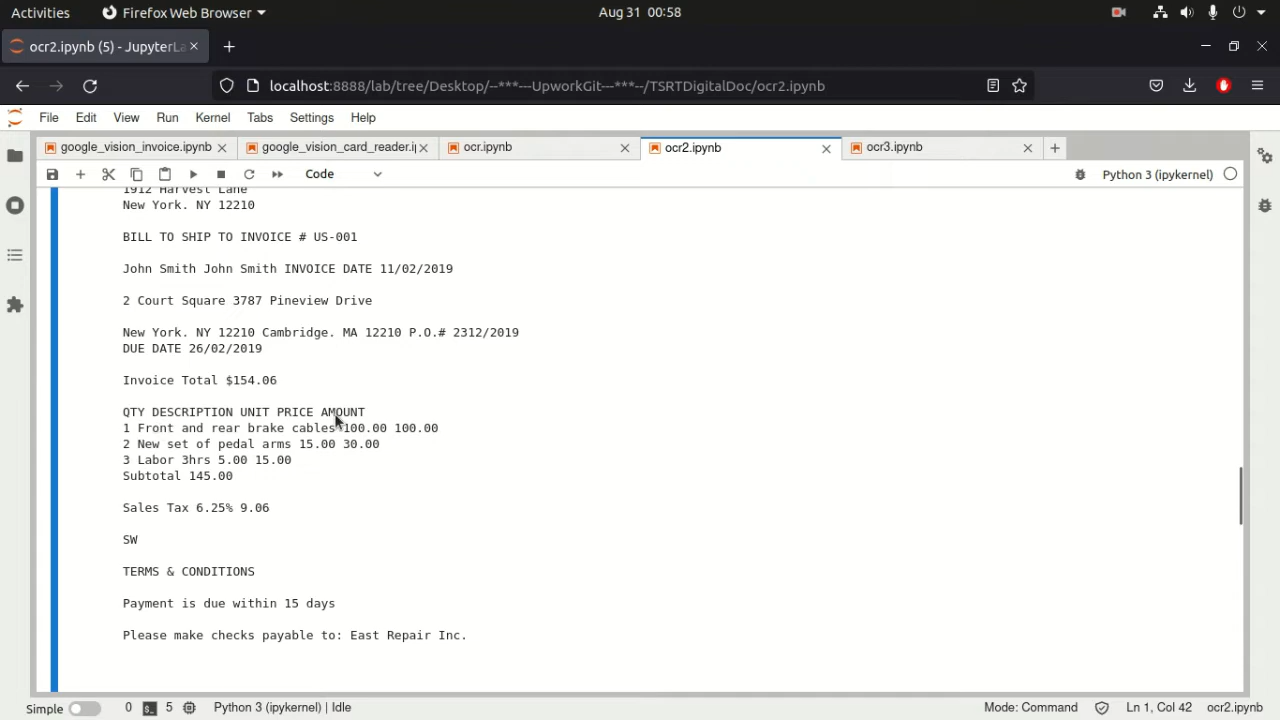 Activities
Firefox Web Browser
Aug 31 00:58
ocr2.ipynb (5) - JupyterLa
localhost:8888/lab/tree/Desktop/--***---UpworkGit---***--/TSRTDigitalDoc/ocr2.ipynb
File Edit View Run Kernel Tabs Settings Help
google_vision_invoice.ipynb
google_vision_card_reader.i
ocr.ipynb
ocr2.ipynb
ocr3.ipynb
Code
Python 3 (ipykernel)
1912 Harvest Lane
New York. NY 12210
BILL TO SHIP TO INVOICE # US-001
John Smith John Smith INVOICE DATE 11/02/2019
2 Court Square 3787 Pineview Drive
New York. NY 12210 Cambridge. MA 12210 P.O.# 2312/2019
DUE DATE 26/02/2019
Invoice Total $154.06
QTY DESCRIPTION UNIT PRICE AMOUNT
1 Front and rear brake cables 100.00 100.00
2 New set of pedal arms 15.00 30.00
3 Labor 3hrs 5.00 15.00
Subtotal 145.00
Sales Tax 6.25% 9.06
SW
TERMS & CONDITIONS
Payment is due within 15 days
Please make checks payable to: East Repair Inc.
Simple 0 5 Python 3 (ipykernel) | Idle Mode: Command Ln 1, Col 42 ocr2.ipynb